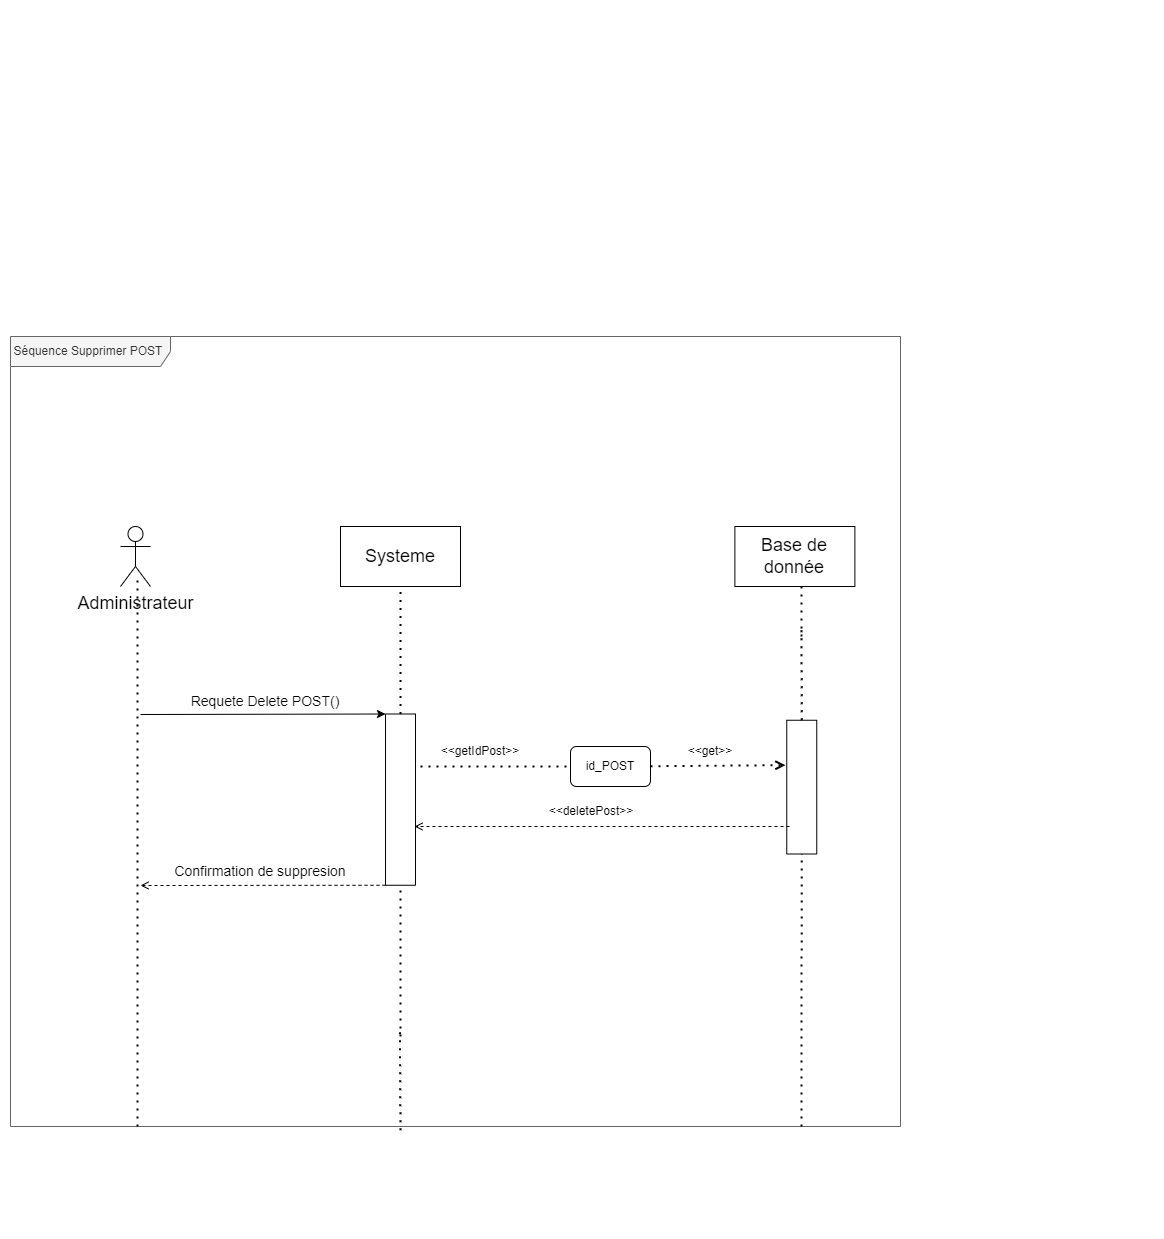 Séquence Supprimer POST
Systeme
Base de
donnée
Administrateur
Requete Delete POST()
<<getIdPost>>
<<get>>
id_POST
<<deletePost>>
Confirmation de suppresion